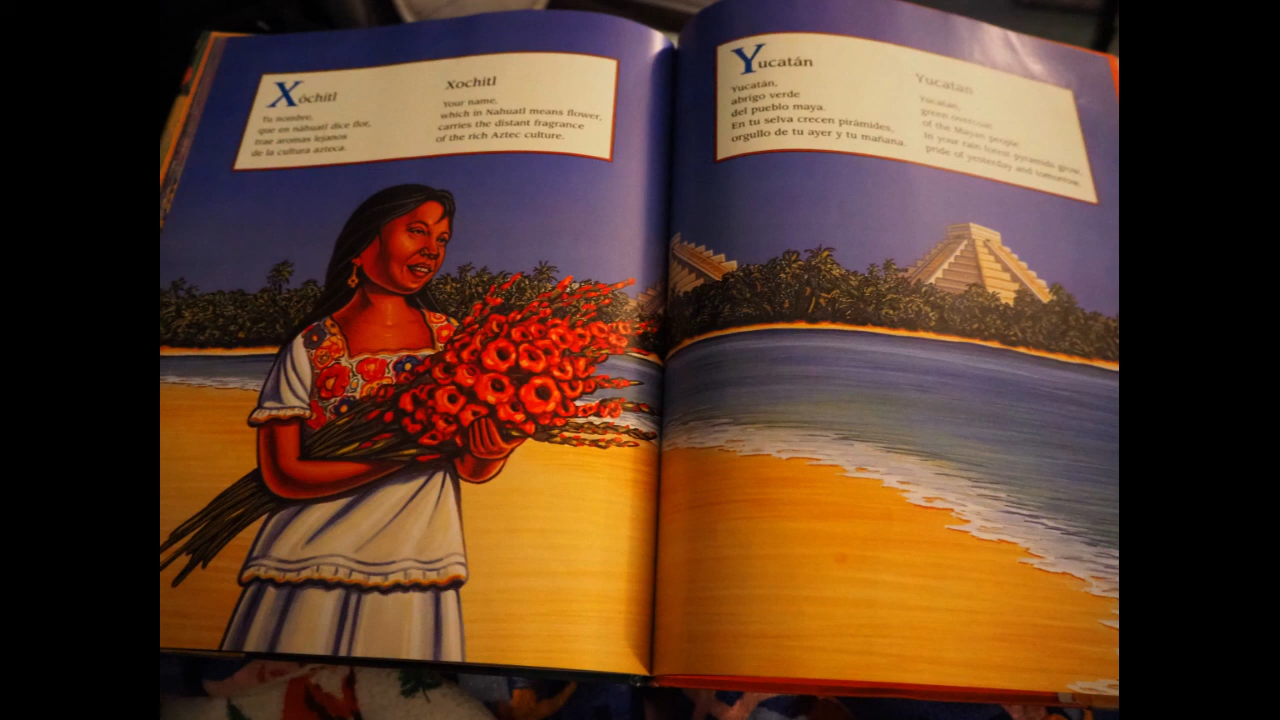 Xóchitl
Tu nombre,
que en náhuatl dice flor,
trae aromas lejanos
de la cultura azteca.
Xochitl
Your name,
which in Nahuatl means flower,
carries the distant fragrance
of the rich Aztec culture.
Yucatán
Yucatán,
abrigo verde
del pueblo maya.
En tu selva crecen pirámides,
orgullo de tu ayer y tu mañana.
Yucatan
Yucatan,
green overcoat
of the Mayan people.
In your rain forest pyramids grow,
pride of yesterday and tomorrow.